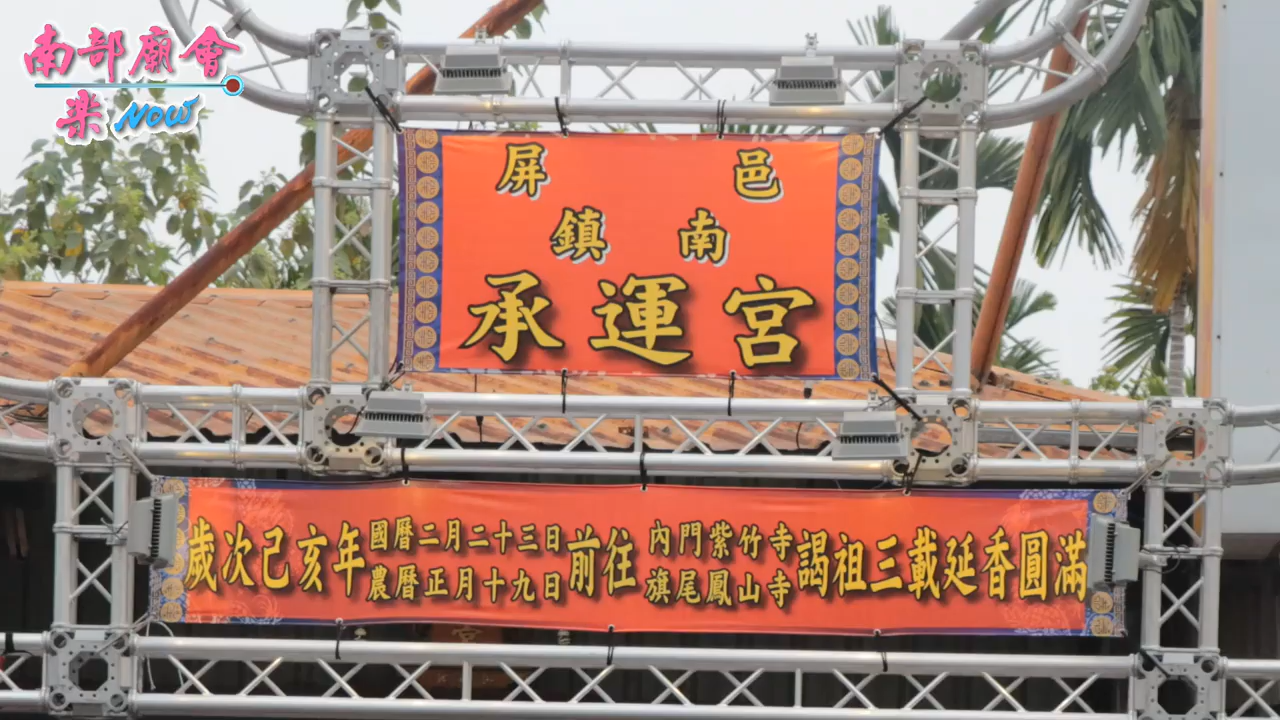 南部廟會
楽 NOW
屏 邑
鎮 南
承運宮
歲次己亥年 國曆二月二十三日 前往 內門紫竹寺 謁祖三載延香圓滿
農曆正月十九日 旗尾鳳山寺